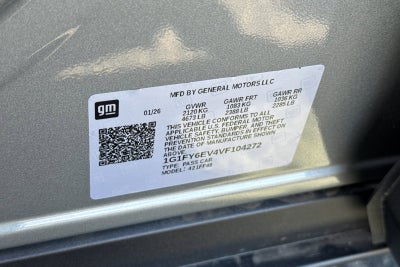 gm
MFD BY GENERAL MOTORS LLC
01/26 GVWR GAWR FRT GAWR RR
2120 KG 1083 KG 1036 KG
4673 LB 2388 LB 2285 LB
THIS VEHICLE CONFORMS TO ALL
APPLICABLE U.S. FEDERAL MOTOR
VEHICLE SAFETY, BUMPER, AND THEFT
PREVENTION STANDARDS IN EFFECT ON
THE DATE OF MANUFACTURE SHOWN
ABOVE.
1G1FY6EV4VF104272
TYPE: PASS CAR
MODEL: 421FF48